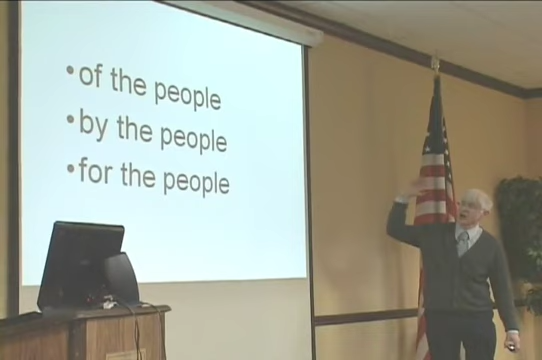 •of the people
•by the people
•for the people